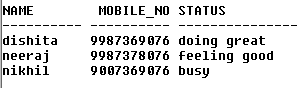 NAME MOBILE_NO STATUS
---------- ---------- ------------
dishita 9987369076 doing great
neeraj 9987378076 feeling good
nikhil 9007369076 busy